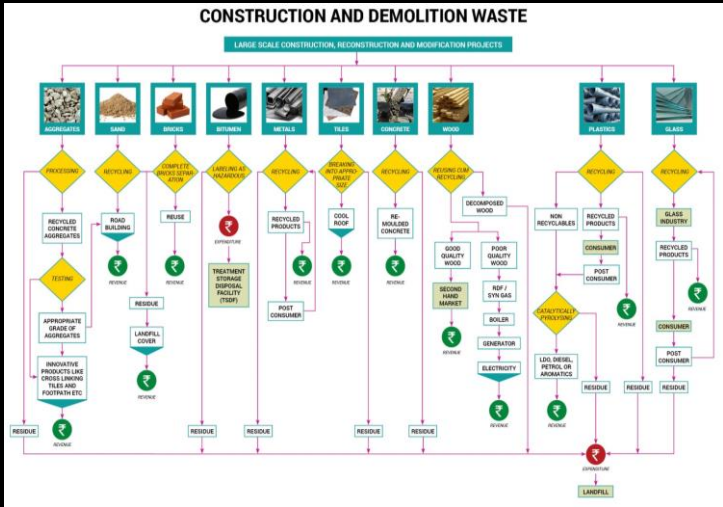 CONSTRUCTION AND DEMOLITION WASTE
LARGE SCALE CONSTRUCTION, RECONSTRUCTION AND MODIFICATION PROJECTS
AGGREGATES
SAND
BRICKS
BITUMEN
METALS
TILES
CONCRETE
WOOD
PLASTICS
GLASS
PROCESSING
RECYCLING
COMPLETE
BRICKS SEPAR-
ATION
LABELING AS
HAZARDOUS
RECYCLING
BREAKING
INTO APPRO-
PRIATE
SIZE
RECYCLING
REUSING CUM
RECYCLING
RECYCLING
RECYCLING
RECYCLED
CONCRETE
AGGREGATES
ROAD
BUILDING
REUSE
₹
EXPENDITURE
RECYCLED
PRODUCTS
COOL
ROOF
RE-
MOULDED
CONCRETE
DECOMPOSED
WOOD
NON
RECYCLABLES
RECYCLED
PRODUCTS
GLASS
INDUSTRY
TESTING
₹
REVENUE
₹
REVENUE
TREATMENT
STORAGE
DISPOSAL
FACILITY
(TSDF)
₹
REVENUE
₹
REVENUE
₹
REVENUE
GOOD
QUALITY
WOOD
POOR
QUALITY
WOOD
CONSUMER
RECYCLED
PRODUCTS
APPROPRIATE
GRADE OF
AGGREGATES
RESIDUE
POST
CONSUMER
SECOND
HAND
MARKET
RDF /
SYN GAS
POST
CONSUMER
₹
REVENUE
₹
REVENUE
INNOVATIVE
PRODUCTS LIKE
CROSS LINKING
TILES AND
FOOTPATH ETC
LANDFILL
COVER
₹
REVENUE
BOILER
GENERATOR
ELECTRICITY
CATALYTICALLY
PYROLYSING
CONSUMER
POST
CONSUMER
₹
REVENUE
LDO, DIESEL,
PETROL OR
AROMATICS
RESIDUE
RESIDUE
RESIDUE
₹
REVENUE
₹
REVENUE
₹
REVENUE
RESIDUE
RESIDUE
RESIDUE
RESIDUE
RESIDUE
₹
EXPENDITURE
LANDFILL